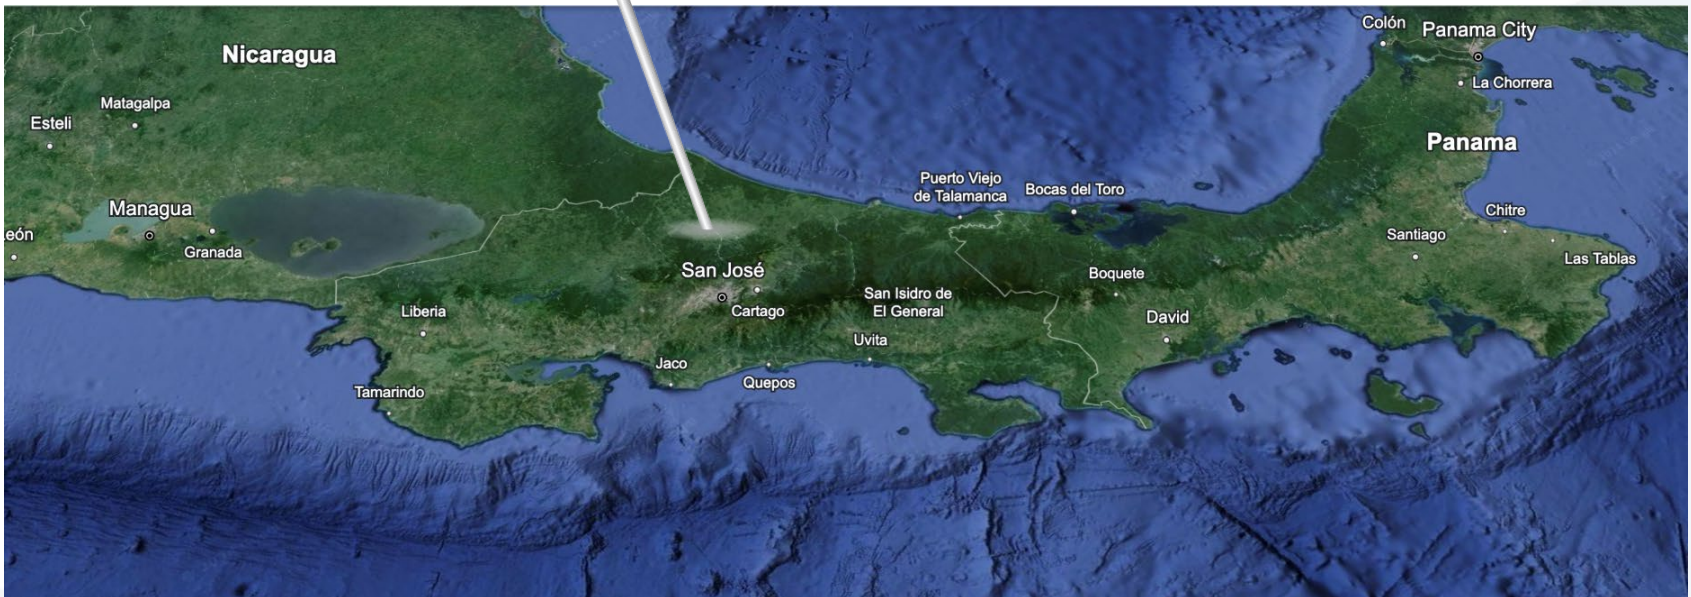 Colón
Panama City
Nicaragua
La Chorrera
Matagalpa
Esteli
Panama
Puerto Viejo
de Talamanca
Bocas del Toro
Managua
Chitre
eón
Granada
Santiago
Las Tablas
San José
Boquete
San Isidro de
El General
Liberia
Cartago
David
Uvita
Jaco
Quepos
Tamarindo